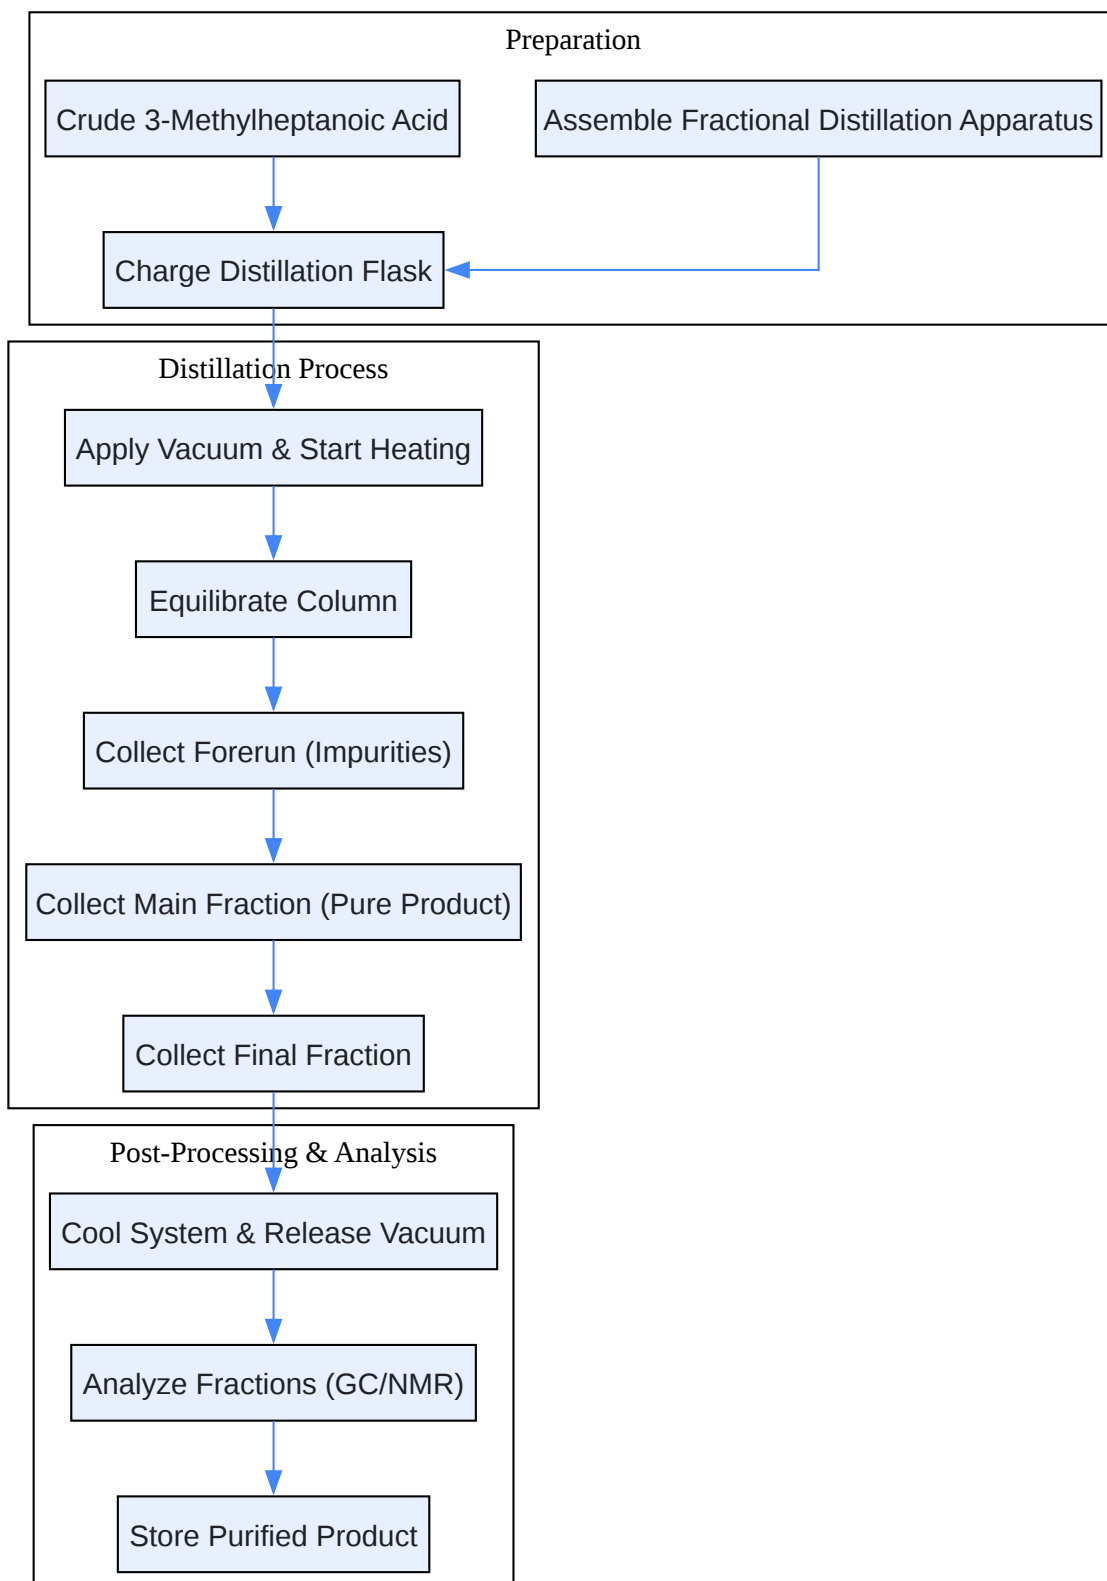 Preparation
Crude 3-Methylheptanoic Acid
Assemble Fractional Distillation Apparatus
Charge Distillation Flask
Distillation Process
Apply Vacuum & Start Heating
Equilibrate Column
Collect Forerun (Impurities)
Collect Main Fraction (Pure Product)
Collect Final Fraction
Post-Processing & Analysis
Cool System & Release Vacuum
Analyze Fractions (GC/NMR)
Store Purified Product